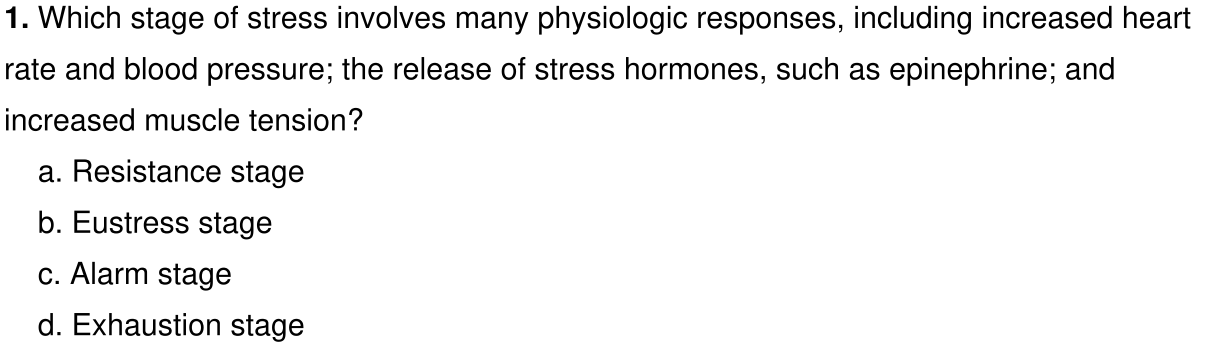 1. Which stage of stress involves many physiologic responses, including increased heart
rate and blood pressure; the release of stress hormones, such as epinephrine; and
increased muscle tension?
a. Resistance stage
b. Eustress stage
c. Alarm stage
d. Exhaustion stage